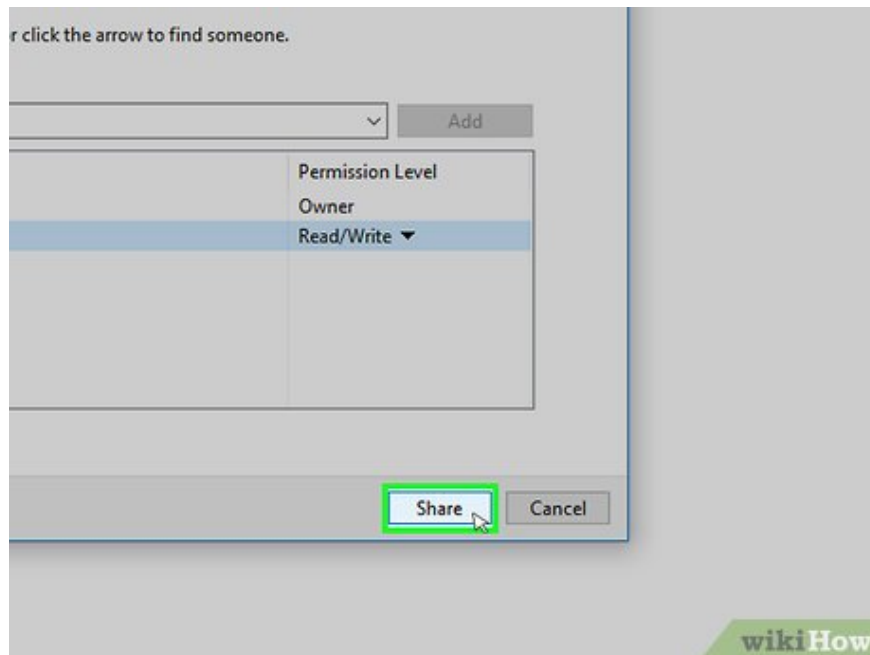 r click the arrow to find someone.
Add
Permission Level
Owner
Read/Write
Share
Cancel
wikiHow